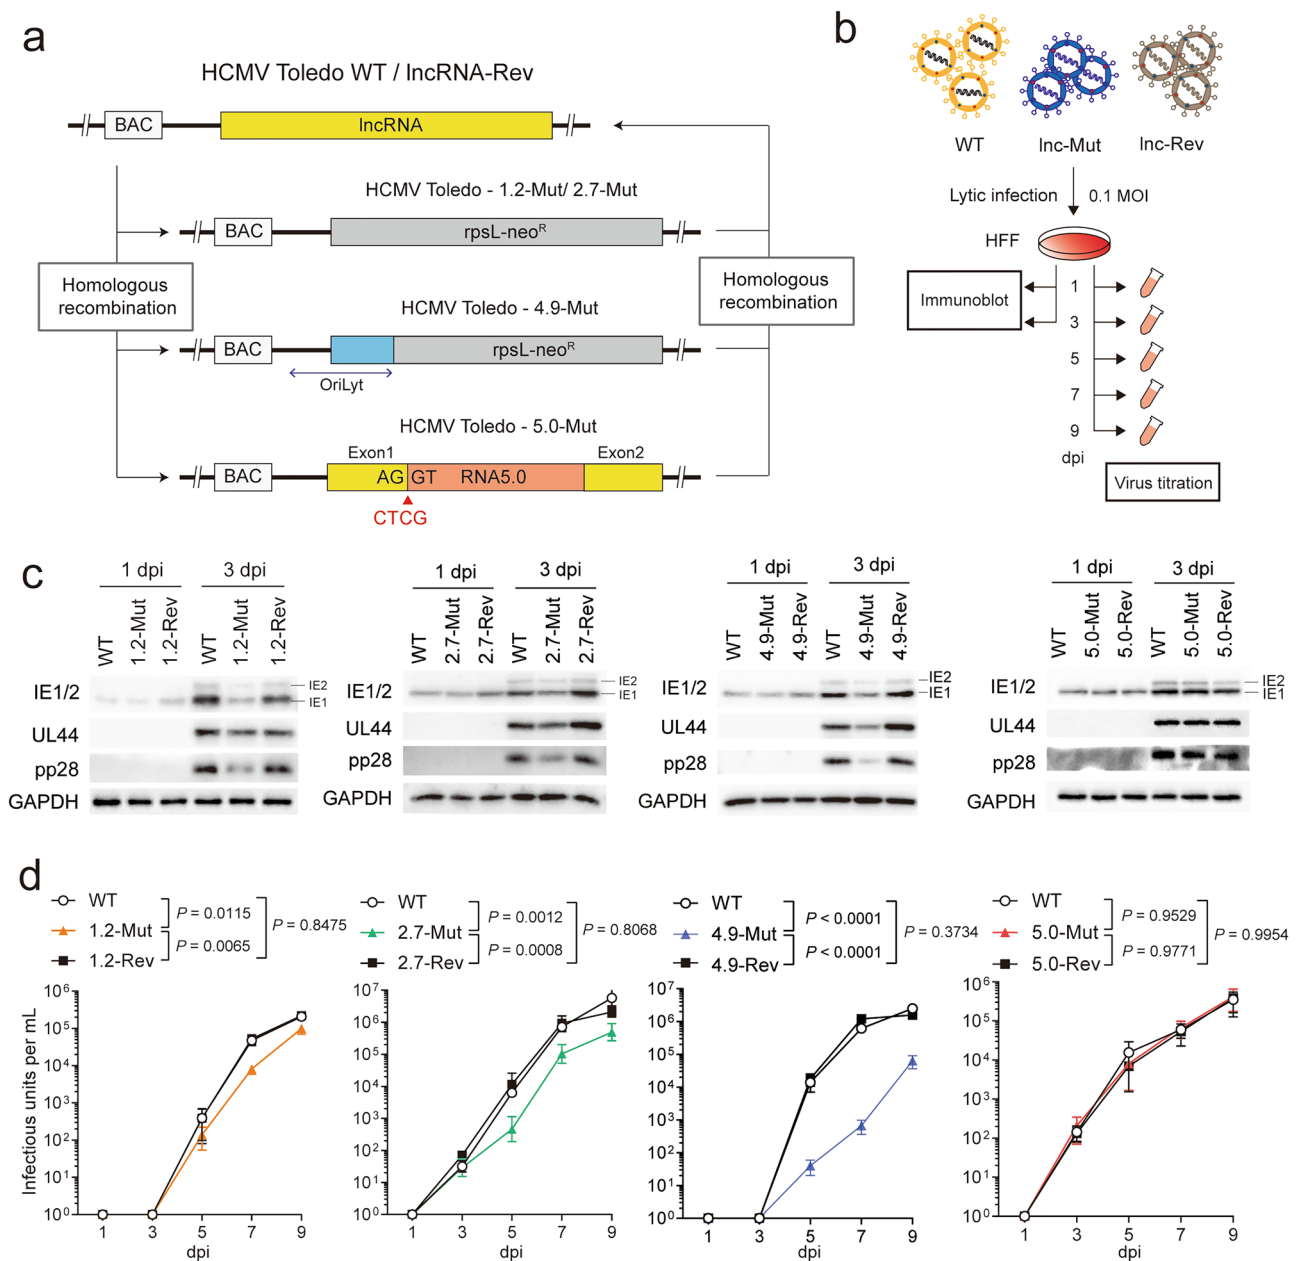 a
HCMV Toledo WT / lncRNA-Rev
BAC
lncRNA
HCMV Toledo - 1.2-Mut/ 2.7-Mut
BAC
rpsL-neoᴿ
Homologous
recombination
Homologous
recombination
HCMV Toledo - 4.9-Mut
BAC
rpsL-neoᴿ
OriLyt
HCMV Toledo - 5.0-Mut
Exon1
Exon2
BAC
AG GT RNA5.0
CTCG
b
WT lnc-Mut lnc-Rev
Lytic infection 0.1 MOI
HFF
Immunoblot
1
3
5
7
9
dpi
Virus titration
c
1 dpi 3 dpi
WT 1.2-Mut 1.2-Rev WT 1.2-Mut 1.2-Rev
IE1/2
IE2
IE1
UL44
pp28
GAPDH
1 dpi 3 dpi
WT 2.7-Mut 2.7-Rev WT 2.7-Mut 2.7-Rev
IE1/2
IE2
IE1
UL44
pp28
GAPDH
1 dpi 3 dpi
WT 4.9-Mut 4.9-Rev WT 4.9-Mut 4.9-Rev
IE1/2
IE2
IE1
UL44
pp28
GAPDH
1 dpi 3 dpi
WT 5.0-Mut 5.0-Rev WT 5.0-Mut 5.0-Rev
IE1/2
IE2
IE1
UL44
pp28
GAPDH
d
WT
1.2-Mut
1.2-Rev
P = 0.0115
P = 0.0065
P = 0.8475
Infectious units per mL
10⁶
10⁵
10⁴
10³
10²
10¹
10⁰
1 3 5 7 9
dpi
WT
2.7-Mut
2.7-Rev
P = 0.0012
P = 0.0008
P = 0.8068
10⁷
10⁶
10⁵
10⁴
10³
10²
10¹
10⁰
1 3 5 7 9
dpi
WT
4.9-Mut
4.9-Rev
P < 0.0001
P < 0.0001
P = 0.3734
10⁷
10⁶
10⁵
10⁴
10³
10²
10¹
10⁰
1 3 5 7 9
dpi
WT
5.0-Mut
5.0-Rev
P = 0.9529
P = 0.9771
P = 0.9954
10⁶
10⁵
10⁴
10³
10²
10¹
10⁰
1 3 5 7 9
dpi